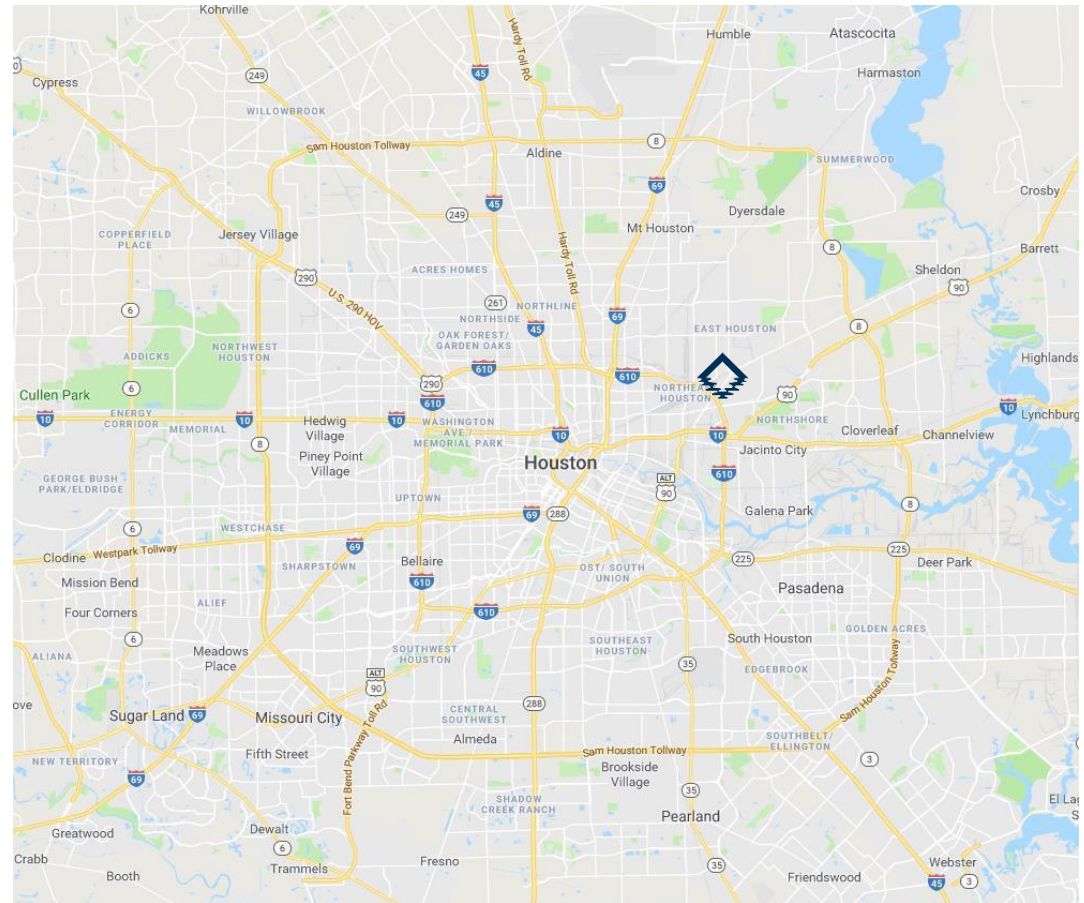 Kohrville
Humble
Atascocita
Hardy Toll Rd
45
Harmaston
249
Cypress
WILLOWBROOK
Sam Houston Tollway
8
Aldine
SUMMERWOOD
69
Crosby
45
249
Dyersdale
Mt Houston
COPPERFIELD
PLACE
Jersey Village
8
Barrett
Hardy Toll Rd
ACRES HOMES
Sheldon
290
90
U.S. 290 HOV
261
NORTHLINE
6
NORTHSIDE
69
45
8
EAST HOUSTON
OAK FOREST/
GARDEN OAKS
NORTHWEST
HOUSTON
ADDICKS
Highlands
610
610
290
Cullen Park
NORTHEAST
HOUSTON
90
610
ENERGY
CORRIDOR
10
10
10
10
Lynchburg
MEMORIAL
Hedwig
Village
WASHINGTON
AVE./
MEMORIAL PARK
NORTHSHORE
Cloverleaf
Channelview
8
10
10
Piney Point
Village
Jacinto City
Houston
GEORGE BUSH
PARK/ELDRIDGE
610
ALT
90
UPTOWN
8
Galena Park
69
288
WESTCHASE
6
Westpark Tollway
69
Clodine
225
225
Bellaire
Deer Park
SHARPSTOWN
OST/ SOUTH
UNION
Mission Bend
610
Pasadena
ALIEF
Four Corners
610
GOLDEN ACRES
6
SOUTHEAST
HOUSTON
South Houston
Meadows
Place
SOUTHWEST
HOUSTON
ALIANA
35
EDGEBROOK
ALT
90
Sam Houston Tollway
ove
288
Sugar Land
69
Missouri City
CENTRAL
SOUTHWEST
Fort Bend Parkway Toll Rd
Almeda
SOUTHBELT/
ELLINGTON
Sam Houston Tollway
Fifth Street
3
NEW TERRITORY
Brookside
Village
69
35
SHADOW
CREEK RANCH
El Lag
S
Pearland
Greatwood
Dewalt
6
Crabb
Fresno
35
Webster
Trammels
Booth
Friendswood
45
3